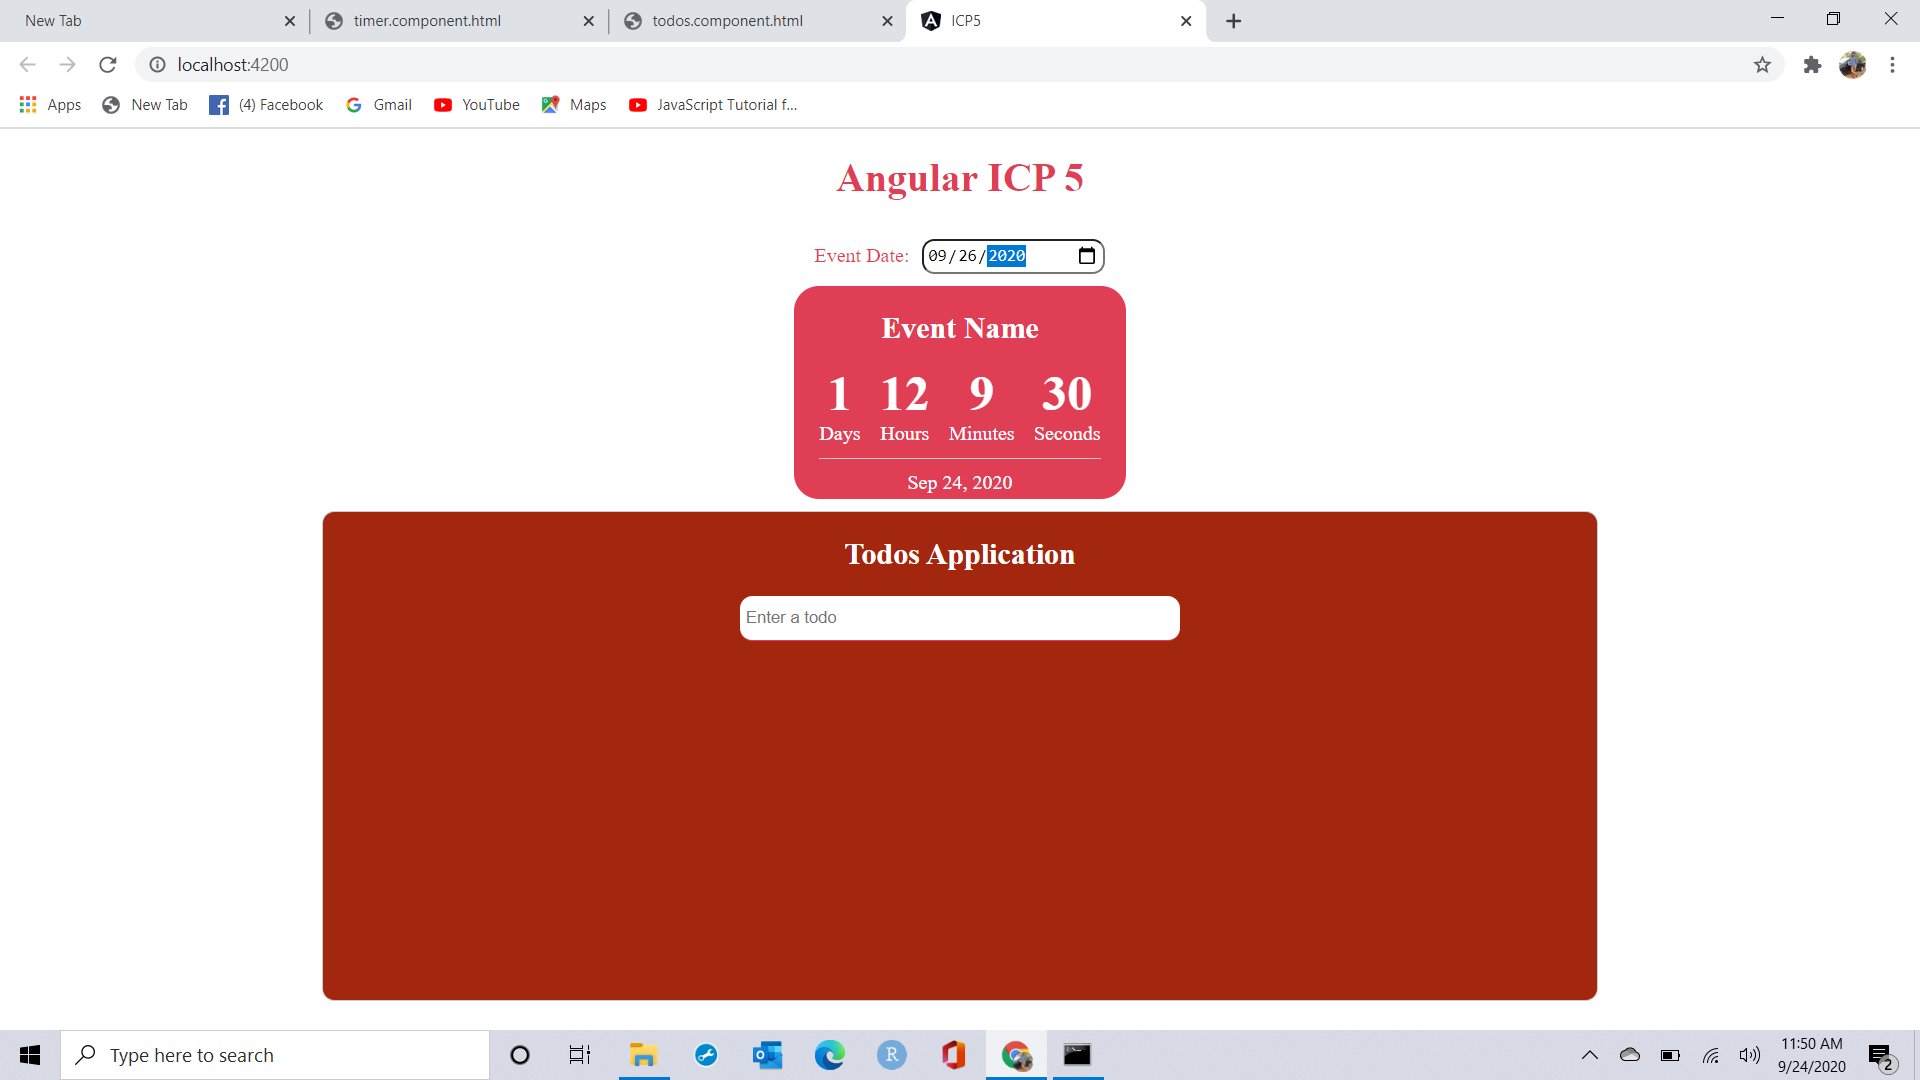 New Tab
timer.component.html
todos.component.html
ICP5
localhost:4200
Apps
New Tab
(4) Facebook
Gmail
YouTube
Maps
JavaScript Tutorial f...
Angular ICP 5
Event Date: 09/26/2020
Event Name
1 12 9 30
Days Hours Minutes Seconds
Sep 24, 2020
Todos Application
Enter a todo
Type here to search
11:50 AM
9/24/2020
2